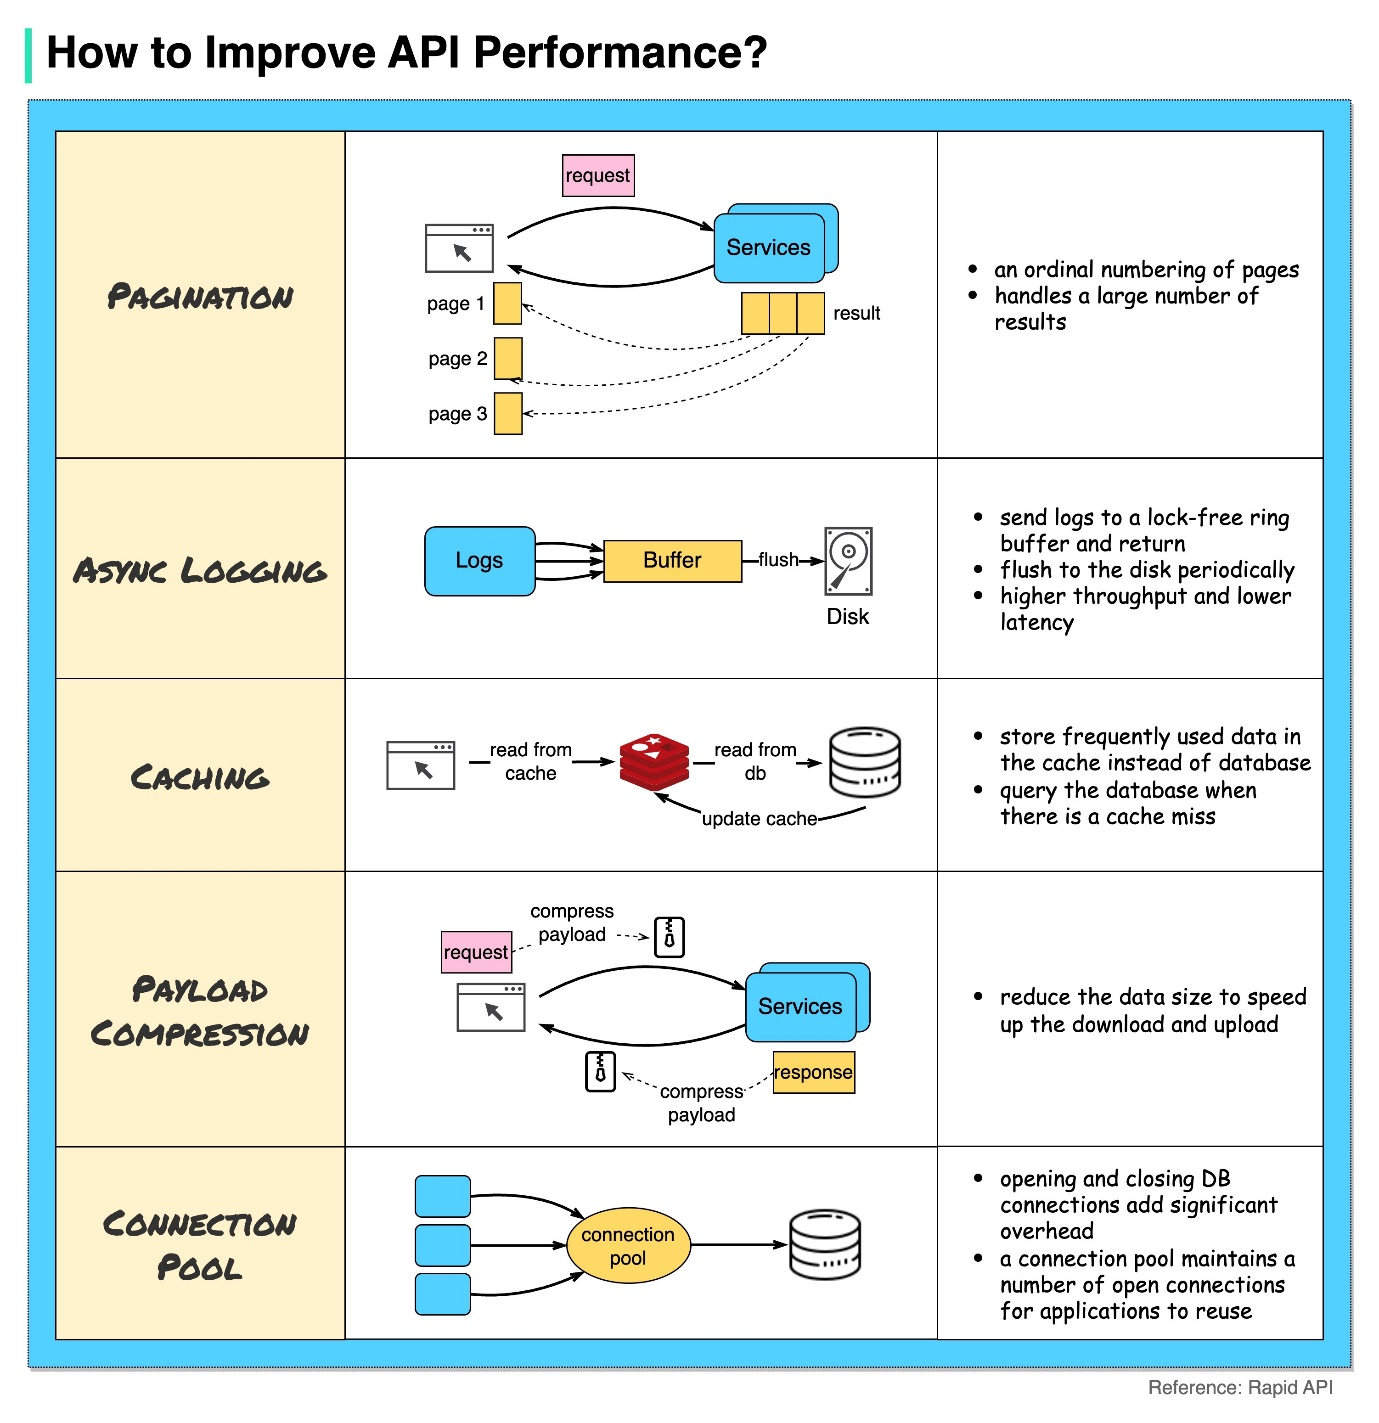 How to Improve API Performance?
PAGINATION
request
Services
page 1
result
page 2
page 3
• an ordinal numbering of pages
• handles a large number of
results
ASYNC LOGGING
Logs
Buffer
flush
Disk
• send logs to a lock-free ring
buffer and return
• flush to the disk periodically
• higher throughput and lower
latency
CACHING
read from
cache
read from
db
update cache
• store frequently used data in
the cache instead of database
• query the database when
there is a cache miss
PAYLOAD
COMPRESSION
compress
payload
request
Services
response
compress
payload
• reduce the data size to speed
up the download and upload
CONNECTION
POOL
connection
pool
• opening and closing DB
connections add significant
overhead
• a connection pool maintains a
number of open connections
for applications to reuse
Reference: Rapid API